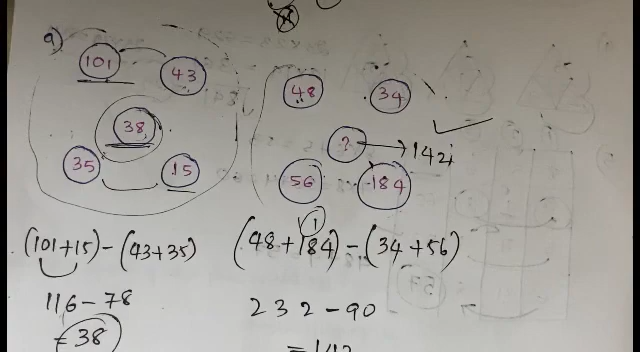 a)
101 43
38
35 15
48 34
? → 142
56 184
(101+15) - (43+35)
116 - 78
= 38
1
(48+184) - (34+56)
232 - 90
= 142